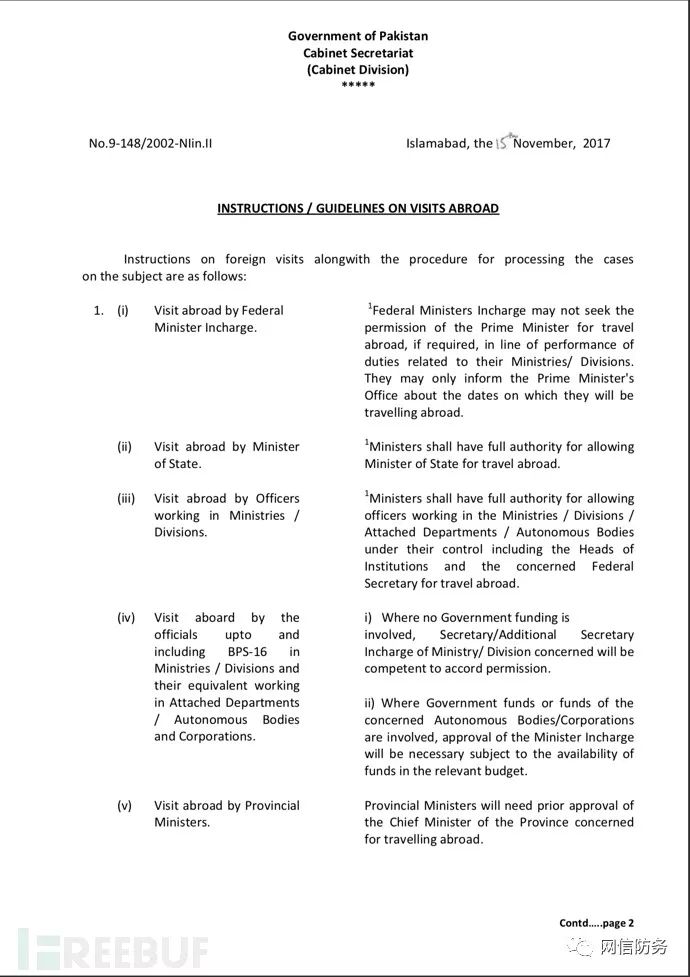 Government of Pakistan
Cabinet Secretariat
(Cabinet Division)
*****
No.9-148/2002-NIin.II
Islamabad, the 15th November, 2017
INSTRUCTIONS / GUIDELINES ON VISITS ABROAD
Instructions on foreign visits alongwith the procedure for processing the cases
on the subject are as follows:
1. (i) Visit abroad by Federal
Minister Incharge.
1Federal Ministers Incharge may not seek the
permission of the Prime Minister for travel
abroad, if required, in line of performance of
duties related to their Ministries/ Divisions.
They may only inform the Prime Minister's
Office about the dates on which they will be
travelling abroad.
(ii) Visit abroad by Minister
of State.
1Ministers shall have full authority for allowing
Minister of State for travel abroad.
(iii) Visit abroad by Officers
working in Ministries /
Divisions.
1Ministers shall have full authority for allowing
officers working in the Ministries / Divisions /
Attached Departments / Autonomous Bodies
under their control including the Heads of
Institutions and the concerned Federal
Secretary for travel abroad.
(iv) Visit aboard by the
officials upto and
including BPS-16 in
Ministries / Divisions and
their equivalent working
in Attached Departments
/ Autonomous Bodies
and Corporations.
i) Where no Government funding is
involved, Secretary/Additional Secretary
Incharge of Ministry/ Division concerned will be
competent to accord permission.
ii) Where Government funds or funds of the
concerned Autonomous Bodies/Corporations
are involved, approval of the Minister Incharge
will be necessary subject to the availability of
funds in the relevant budget.
(v) Visit abroad by Provincial
Ministers.
Provincial Ministers will need prior approval of
the Chief Minister of the Province concerned
for travelling abroad.
Contd.....page 2
FREEBUF
网信防务